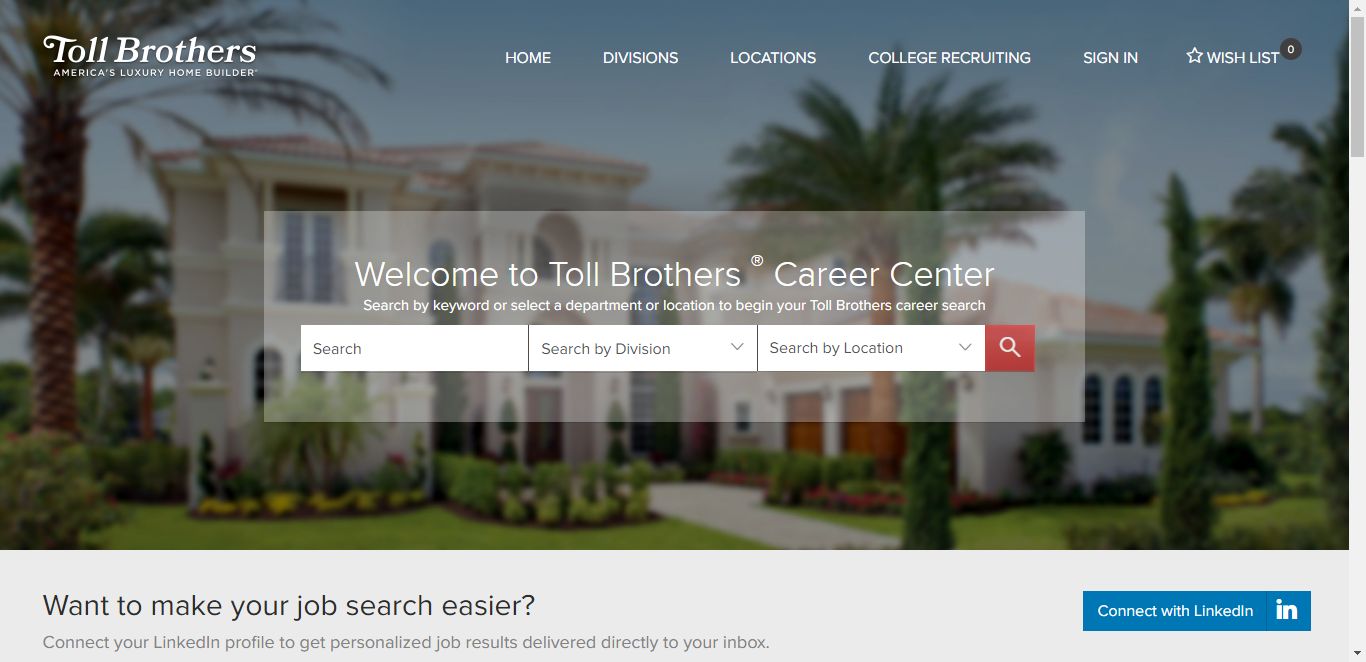 Toll Brothers
AMERICA'S LUXURY HOME BUILDER®
HOME
DIVISIONS
LOCATIONS
COLLEGE RECRUITING
SIGN IN
WISH LIST
0
Welcome to Toll Brothers ® Career Center
Search by keyword or select a department or location to begin your Toll Brothers career search
Search
Search by Division
Search by Location
Want to make your job search easier?
Connect your LinkedIn profile to get personalized job results delivered directly to your inbox.
Connect with LinkedIn
in